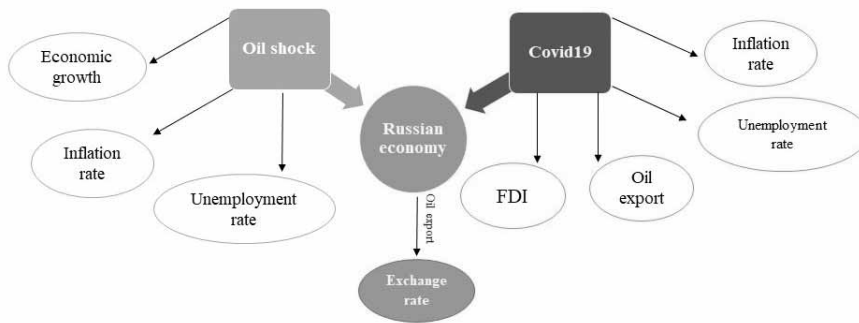 Oil shock
Covid19
Economic
growth
Inflation
rate
Inflation
rate
Unemployment
rate
Russian
economy
Unemployment
rate
FDI
Oil
export
Oil export
Exchange
rate